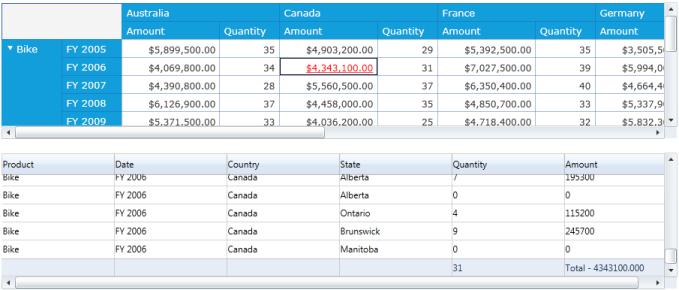 Australia Canada France Germany
Amount Quantity Amount Quantity Amount Quantity Amount
Bike FY 2005 $5,899,500.00 35 $4,903,200.00 29 $5,392,500.00 35 $3,505,5
FY 2006 $4,069,800.00 34 $4,343,100.00 31 $7,027,500.00 39 $5,994,0
FY 2007 $4,390,800.00 28 $5,560,500.00 37 $6,350,400.00 40 $4,664,4
FY 2008 $6,126,900.00 37 $4,458,000.00 35 $4,850,700.00 33 $5,337,9
FY 2009 $5,371,500.00 33 $4,036,200.00 25 $4,718,400.00 32 $5,832,3
Product Date Country State Quantity Amount
Bike FY 2006 Canada Alberta 7 195300
Bike FY 2006 Canada Alberta 0 0
Bike FY 2006 Canada Ontario 4 115200
Bike FY 2006 Canada Brunswick 9 245700
Bike FY 2006 Canada Manitoba 0 0
31 Total - 4343100.000